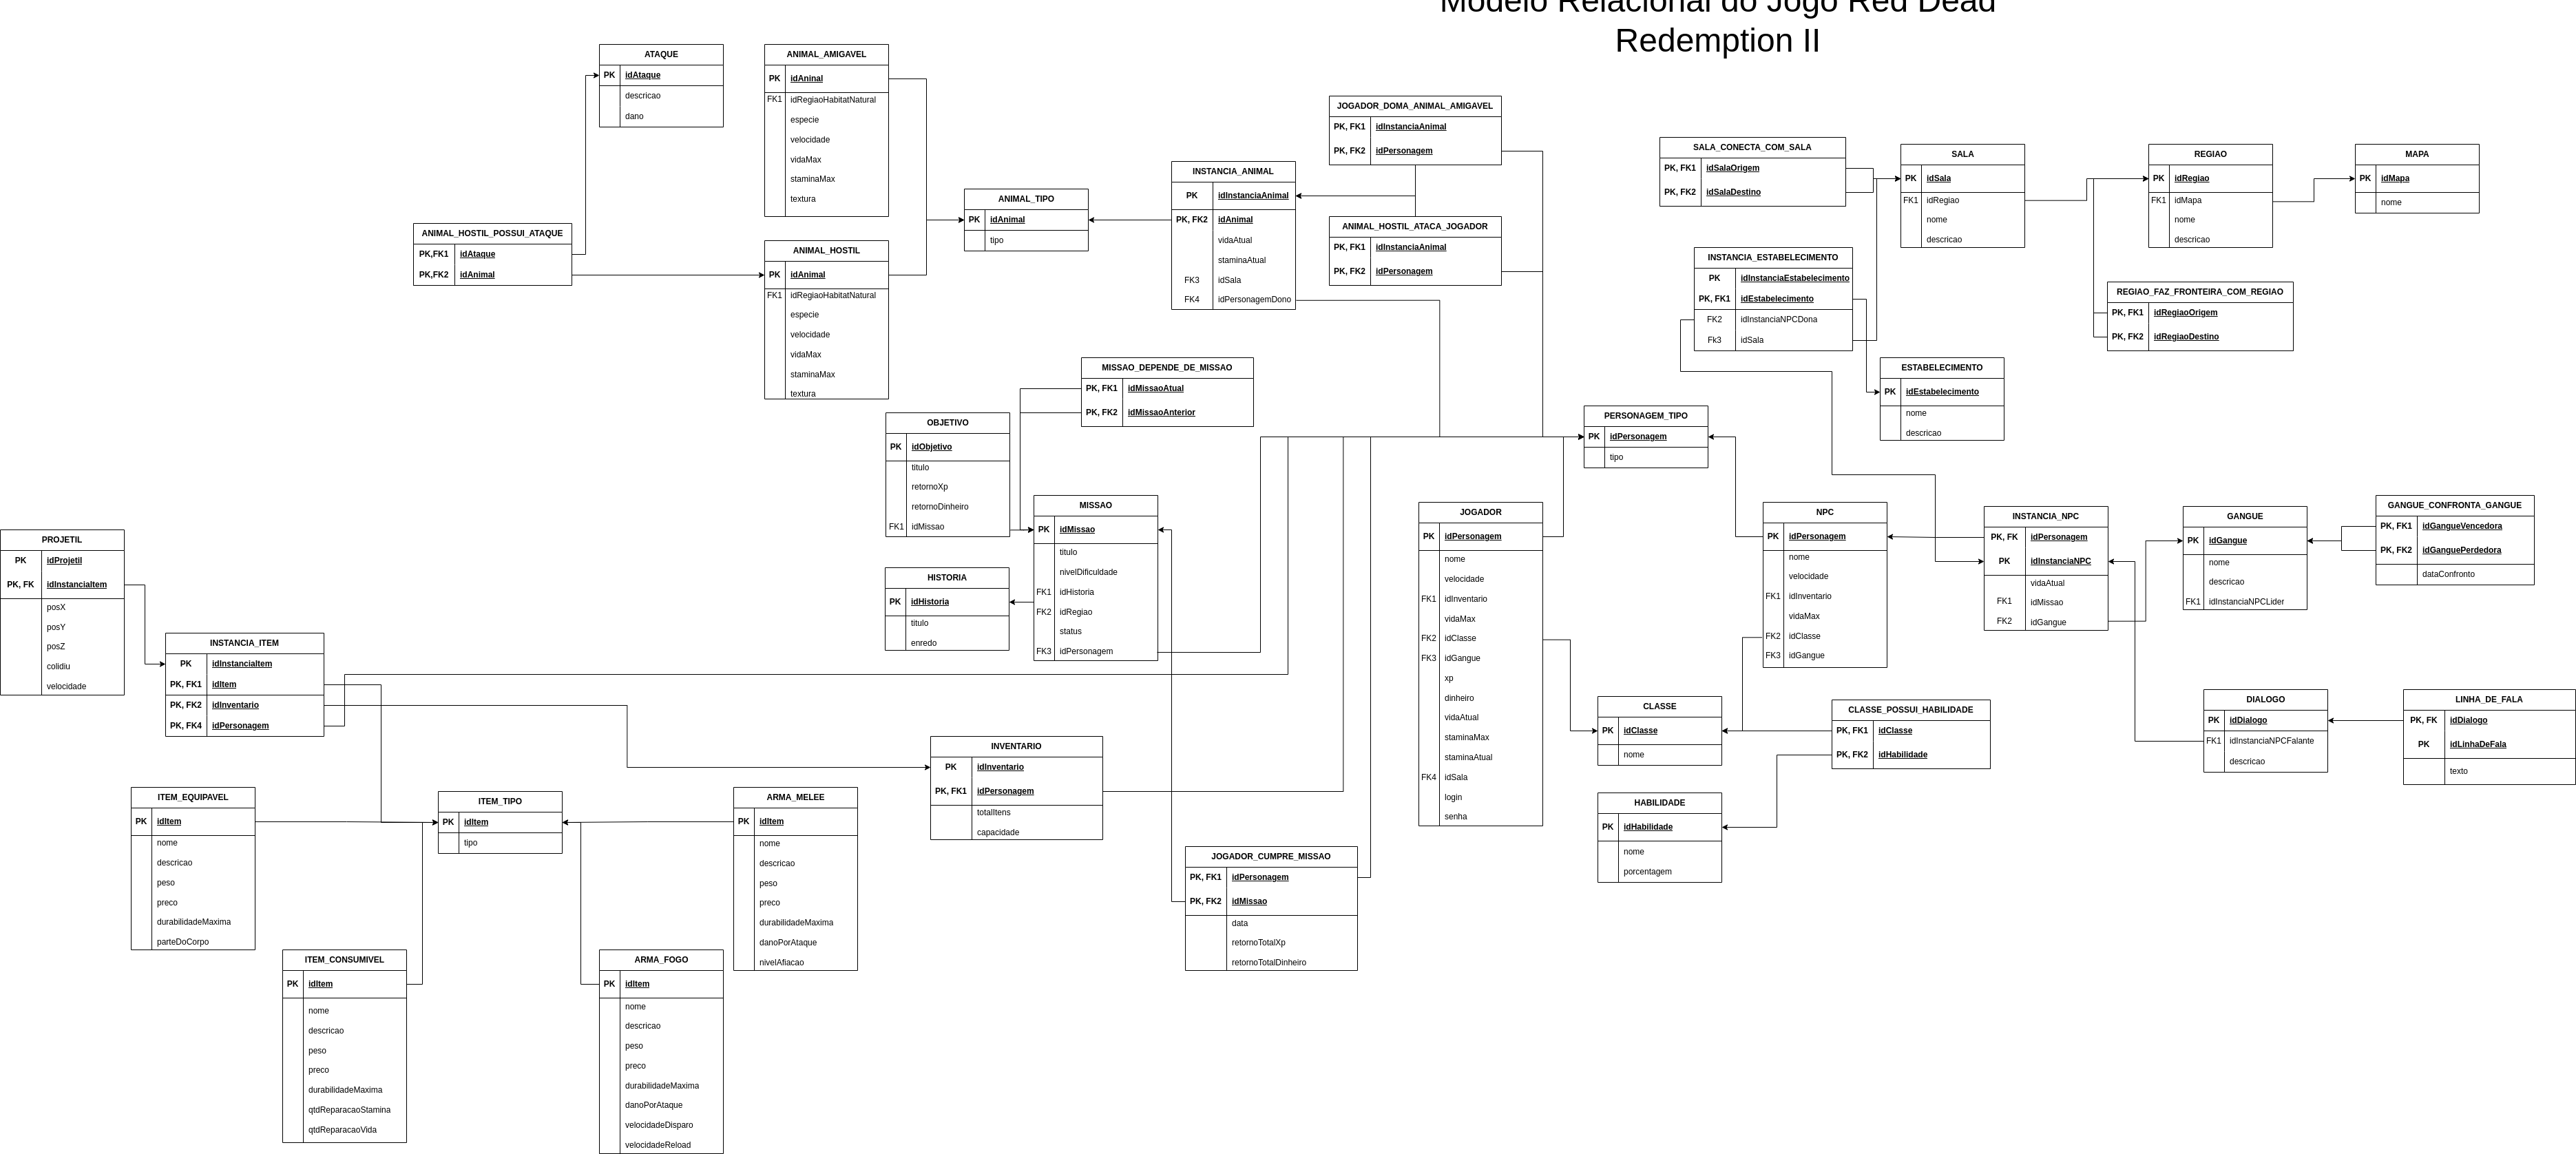 Modelo Relacional do Jogo Red Dead
Redemption II
ATAQUE
PK idAtaque
descricao
dano
ANIMAL_AMIGAVEL
PK idAninal
FK1 idRegiaoHabitatNatural
especie
velocidade
vidaMax
staminaMax
textura
ANIMAL_HOSTIL_POSSUI_ATAQUE
PK,FK1 idAtaque
PK,FK2 idAnimal
ANIMAL_HOSTIL
PK idAnimal
FK1 idRegiaoHabitatNatural
especie
velocidade
vidaMax
staminaMax
textura
ANIMAL_TIPO
PK idAnimal
tipo
INSTANCIA_ANIMAL
PK idInstanciaAnimal
PK, FK2 idAnimal
vidaAtual
staminaAtual
FK3 idSala
FK4 idPersonagemDono
JOGADOR_DOMA_ANIMAL_AMIGAVEL
PK, FK1 idInstanciaAnimal
PK, FK2 idPersonagem
ANIMAL_HOSTIL_ATACA_JOGADOR
PK, FK1 idInstanciaAnimal
PK, FK2 idPersonagem
SALA_CONECTA_COM_SALA
PK, FK1 idSalaOrigem
PK, FK2 idSalaDestino
SALA
PK idSala
FK1 idRegiao
nome
descricao
REGIAO
PK idRegiao
FK1 idMapa
nome
descricao
MAPA
PK idMapa
nome
INSTANCIA_ESTABELECIMENTO
PK idInstanciaEstabelecimento
PK, FK1 idEstabelecimento
FK2 idInstanciaNPCDona
Fk3 idSala
REGIAO_FAZ_FRONTEIRA_COM_REGIAO
PK, FK1 idRegiaoOrigem
PK, FK2 idRegiaoDestino
ESTABELECIMENTO
PK idEstabelecimento
nome
descricao
MISSAO_DEPENDE_DE_MISSAO
PK, FK1 idMissaoAtual
PK, FK2 idMissaoAnterior
OBJETIVO
PK idObjetivo
titulo
retornoXp
retornoDinheiro
FK1 idMissao
MISSAO
PK idMissao
titulo
nivelDificuldade
FK1 idHistoria
FK2 idRegiao
status
FK3 idPersonagem
HISTORIA
PK idHistoria
titulo
enredo
PERSONAGEM_TIPO
PK idPersonagem
tipo
JOGADOR
PK idPersonagem
nome
velocidade
FK1 idInventario
vidaMax
FK2 idClasse
FK3 idGangue
xp
dinheiro
vidaAtual
staminaMax
staminaAtual
FK4 idSala
login
senha
NPC
PK idPersonagem
nome
velocidade
FK1 idInventario
vidaMax
FK2 idClasse
FK3 idGangue
INSTANCIA_NPC
PK, FK idPersonagem
PK idInstanciaNPC
vidaAtual
FK1 idMissao
FK2 idGangue
GANGUE
PK idGangue
nome
descricao
FK1 idInstanciaNPCLider
GANGUE_CONFRONTA_GANGUE
PK, FK1 idGangueVencedora
PK, FK2 idGanguePerdedora
dataConfronto
PROJETIL
PK idProjetil
PK, FK idInstanciaItem
posX
posY
posZ
colidiu
velocidade
INSTANCIA_ITEM
PK idInstanciaItem
PK, FK1 idItem
PK, FK2 idInventario
PK, FK4 idPersonagem
CLASSE
PK idClasse
nome
CLASSE_POSSUI_HABILIDADE
PK, FK1 idClasse
PK, FK2 idHabilidade
DIALOGO
PK idDialogo
FK1 idInstanciaNPCFalante
descricao
LINHA_DE_FALA
PK, FK idDialogo
PK idLinhaDeFala
texto
HABILIDADE
PK idHabilidade
nome
porcentagem
INVENTARIO
PK idInventario
PK, FK1 idPersonagem
totalItens
capacidade
ITEM_EQUIPAVEL
PK idItem
nome
descricao
peso
preco
durabilidadeMaxima
parteDoCorpo
ITEM_TIPO
PK idItem
tipo
ARMA_MELEE
PK idItem
nome
descricao
peso
preco
durabilidadeMaxima
danoPorAtaque
nivelAfiacao
JOGADOR_CUMPRE_MISSAO
PK, FK1 idPersonagem
PK, FK2 idMissao
data
retornoTotalXp
retornoTotalDinheiro
ITEM_CONSUMIVEL
PK idItem
nome
descricao
peso
preco
durabilidadeMaxima
qtdReparacaoStamina
qtdReparacaoVida
ARMA_FOGO
PK idItem
nome
descricao
peso
preco
durabilidadeMaxima
danoPorAtaque
velocidadeDisparo
velocidadeReload